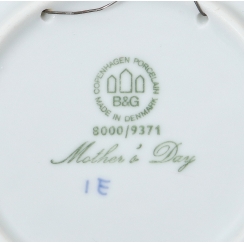 COPENHAGEN PORCELAIN
B&G
MADE IN DENMARK
8000/9371
Mother's Day
1E